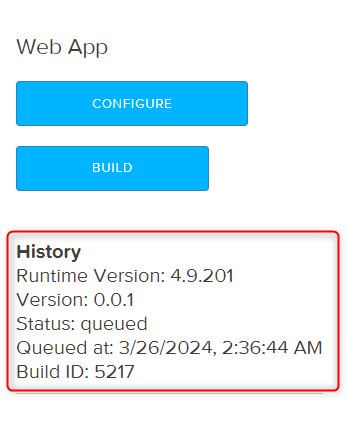 Web App
CONFIGURE
BUILD
History
Runtime Version: 4.9.201
Version: 0.0.1
Status: queued
Queued at: 3/26/2024, 2:36:44 AM
Build ID: 5217